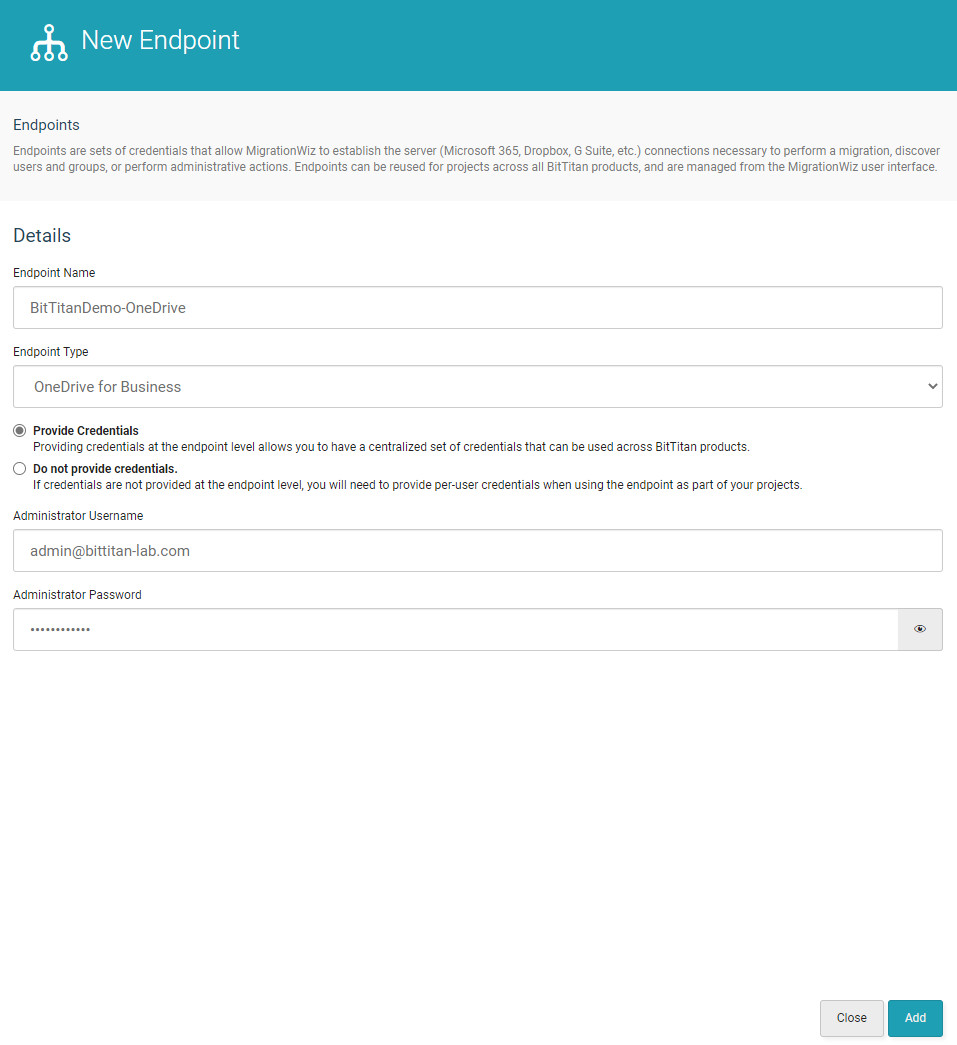 New Endpoint
Endpoints
Endpoints are sets of credentials that allow MigrationWiz to establish the server (Microsoft 365, Dropbox, G Suite, etc.) connections necessary to perform a migration, discover
users and groups, or perform administrative actions. Endpoints can be reused for projects across all BitTitan products, and are managed from the MigrationWiz user interface.
Details
Endpoint Name
BitTitanDemo-OneDrive
Endpoint Type
OneDrive for Business
Provide Credentials
Providing credentials at the endpoint level allows you to have a centralized set of credentials that can be used across BitTitan products.
Do not provide credentials.
If credentials are not provided at the endpoint level, you will need to provide per-user credentials when using the endpoint as part of your projects.
Administrator Username
admin@bittitan-lab.com
Administrator Password
••••••••••••
Close
Add